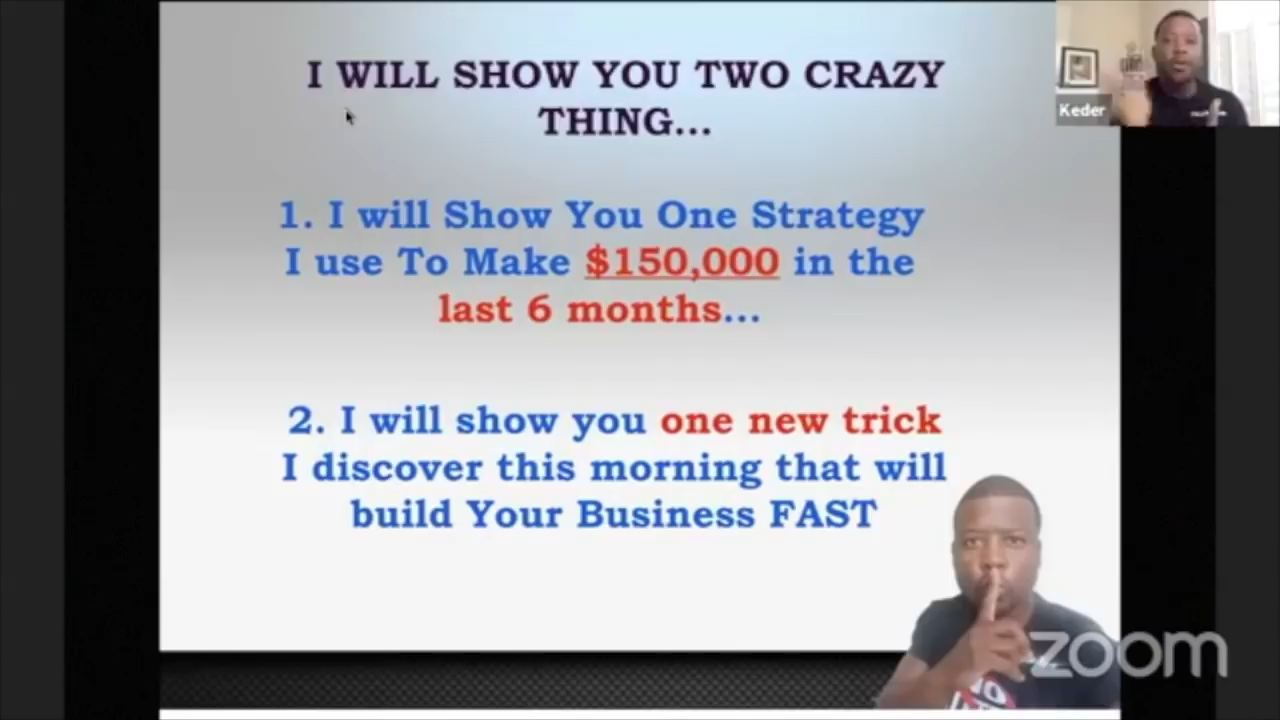 I WILL SHOW YOU TWO CRAZY
THING...
Keder
1. I will Show You One Strategy
I use To Make $150,000 in the
last 6 months...
2. I will show you one new trick
I discover this morning that will
build Your Business FAST
zoom